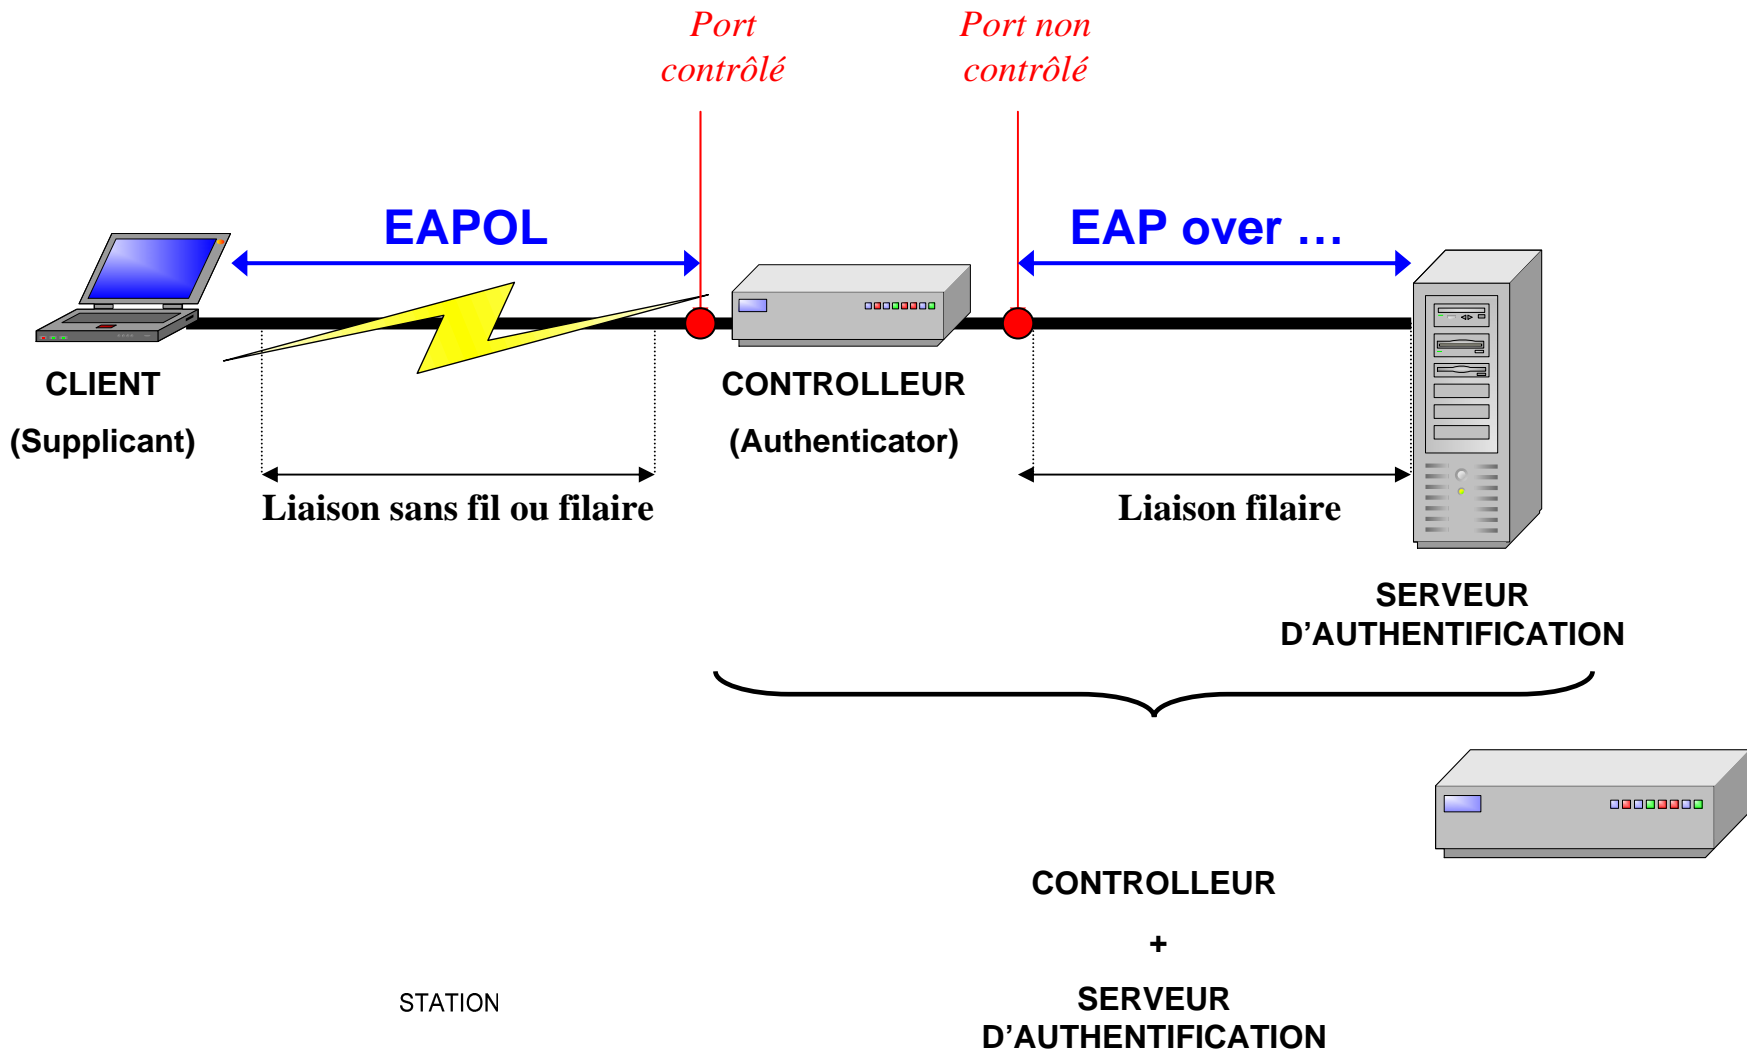 Port
contrôlé
Port non
contrôlé
EAPOL
EAP over …
CLIENT
(Supplicant)
CONTROLLEUR
(Authenticator)
Liaison sans fil ou filaire
Liaison filaire
SERVEUR
D’AUTHENTIFICATION
CONTROLLEUR
+
SERVEUR
D’AUTHENTIFICATION
STATION